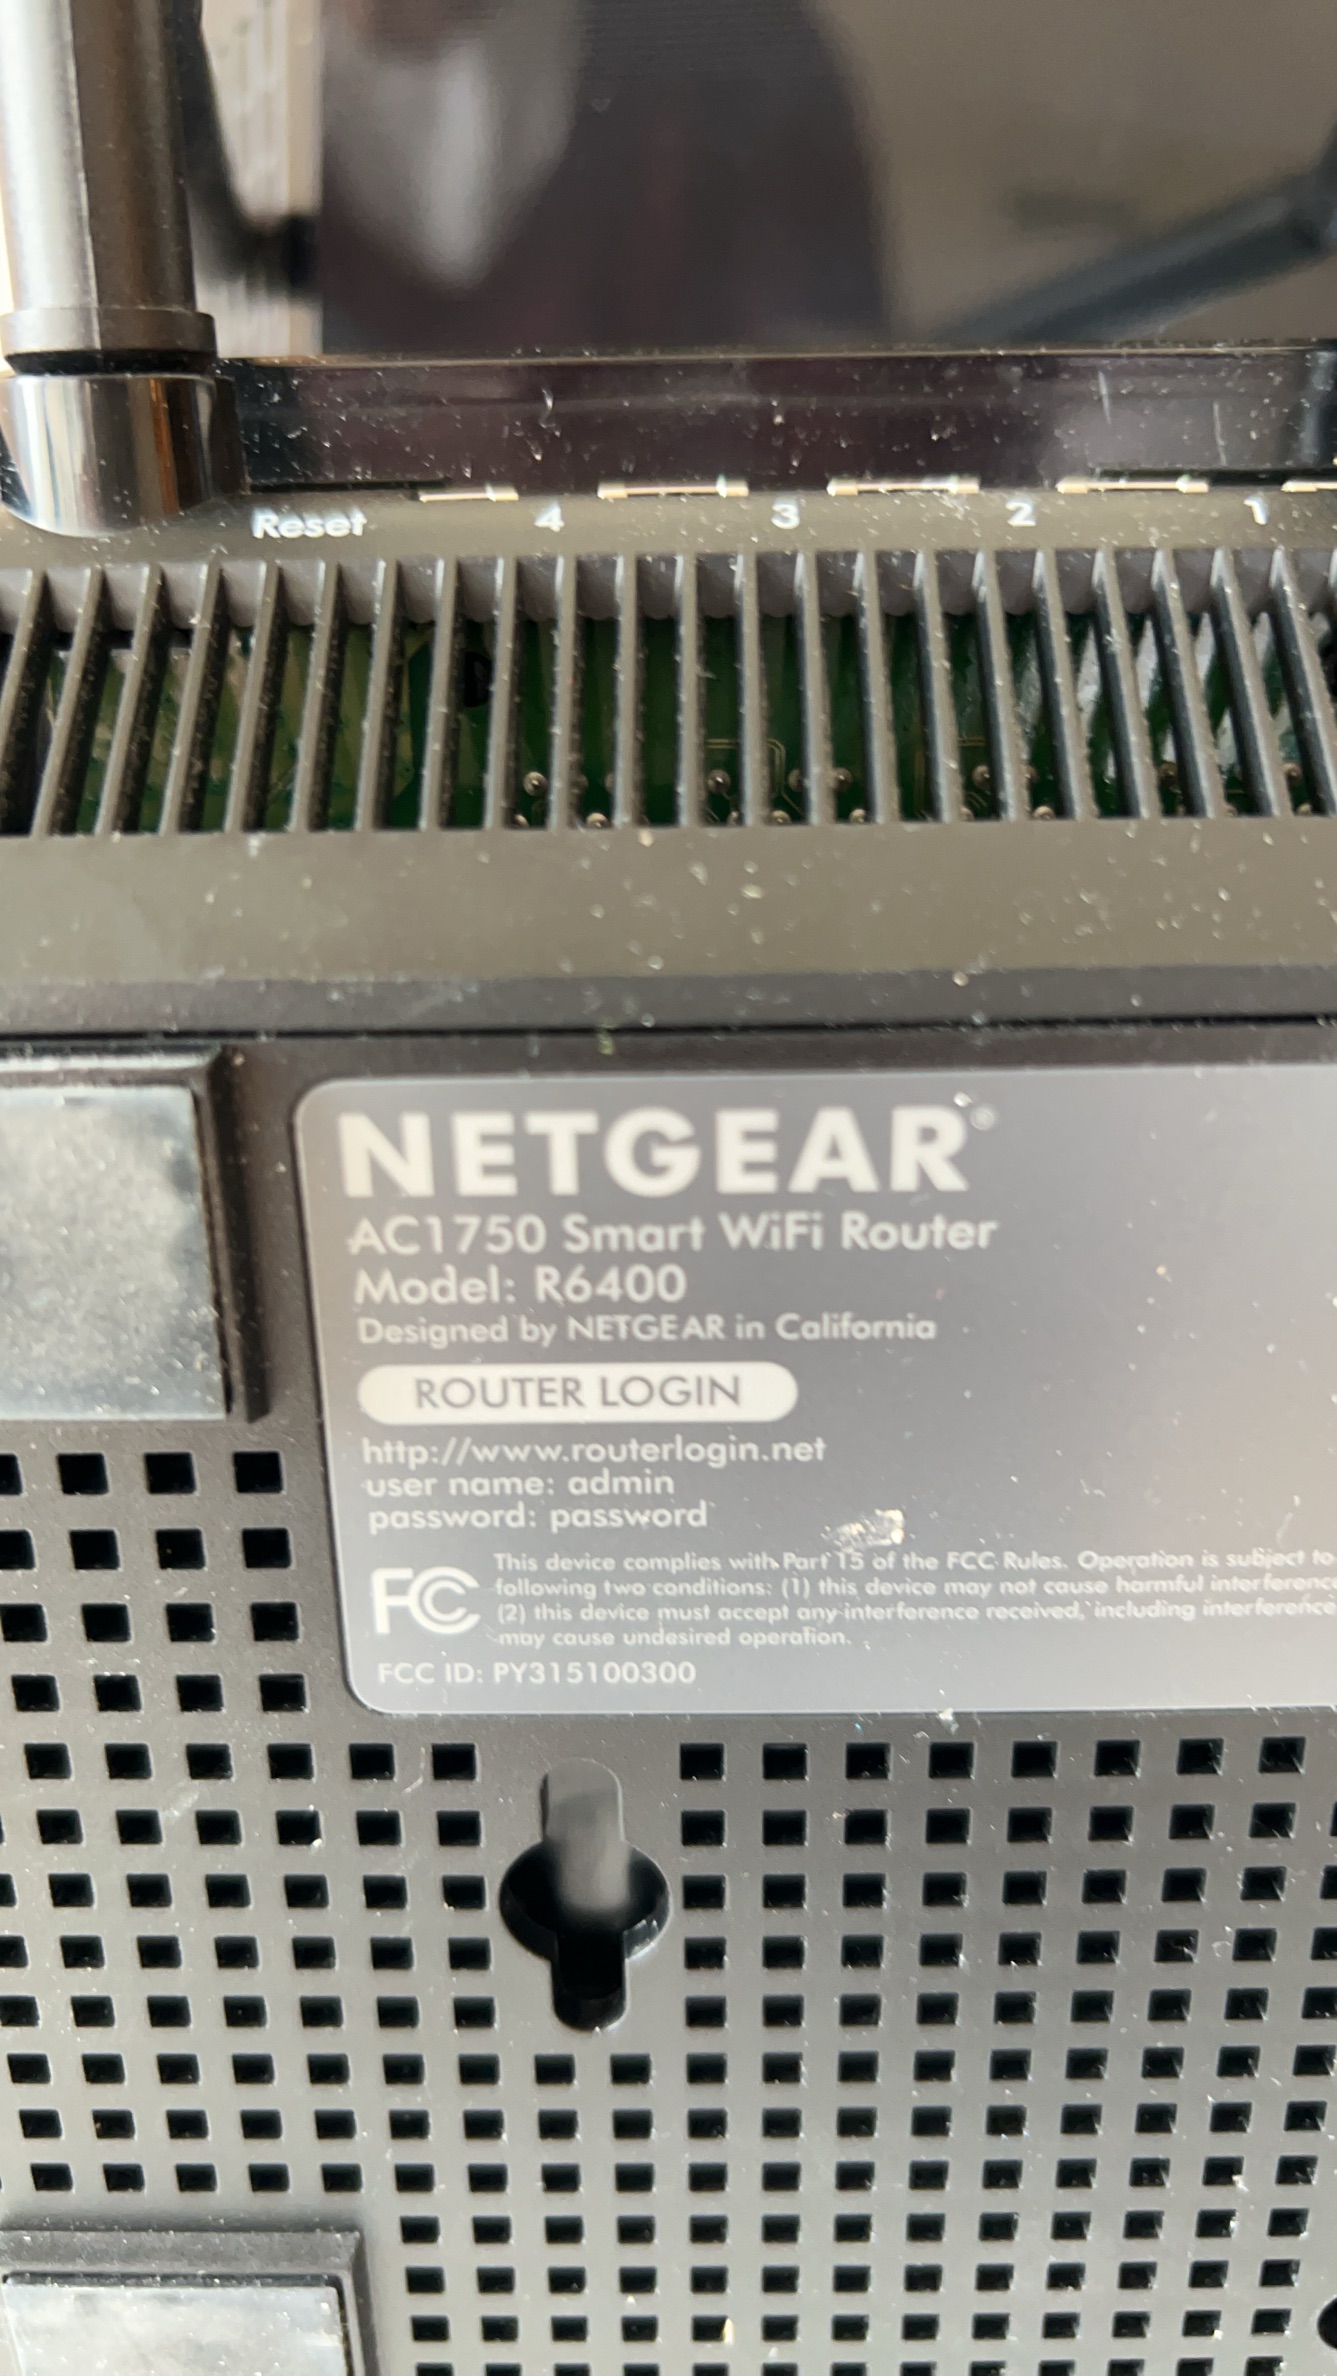 Reset 4 3 2 1
NETGEAR®
AC1750 Smart WiFi Router
Model: R6400
Designed by NETGEAR in California
ROUTER LOGIN
http://www.routerlogin.net
user name: admin
password: password
FC This device complies with Part 15 of the FCC Rules. Operation is subject to
following two conditions: (1) this device may not cause harmful interferenc
(2) this device must accept any interference received, including interference
may cause undesired operation.
FCC ID: PY315100300